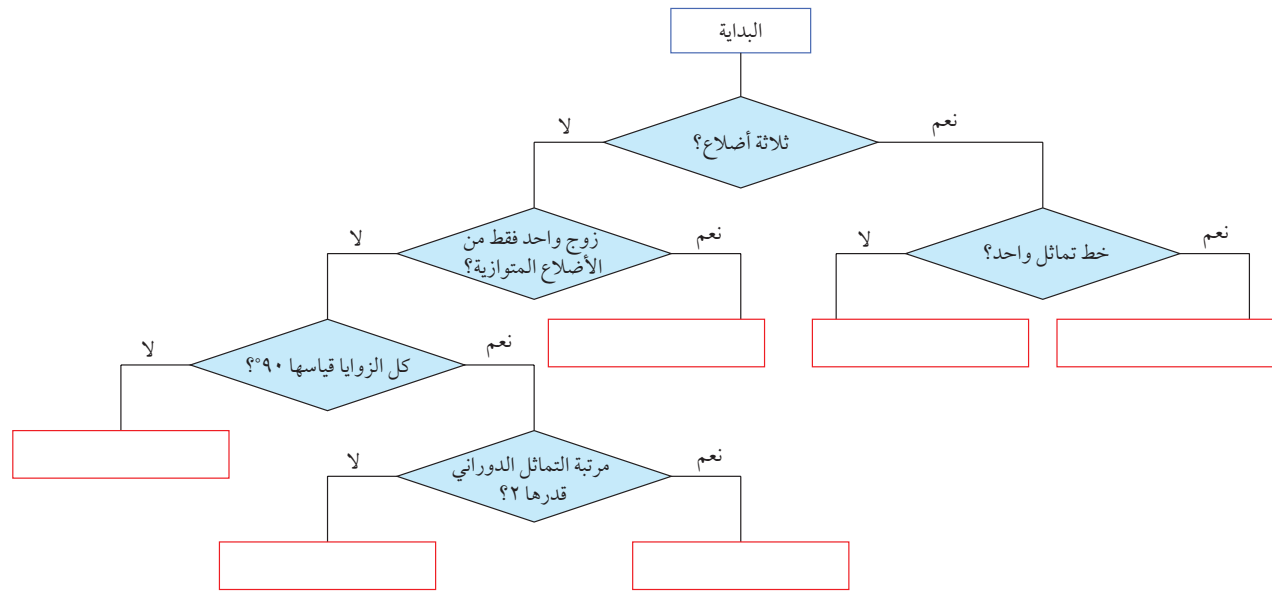 البداية
ثلاثة أضلاع؟
نعم
لا
خط تماثل واحد؟
نعم
لا
زوج واحد فقط من
الأضلاع المتوازية؟
نعم
لا
كل الزوايا قياسها ٩٠°؟
نعم
لا
مرتبة التماثل الدوراني
قدرها ٢؟
نعم
لا